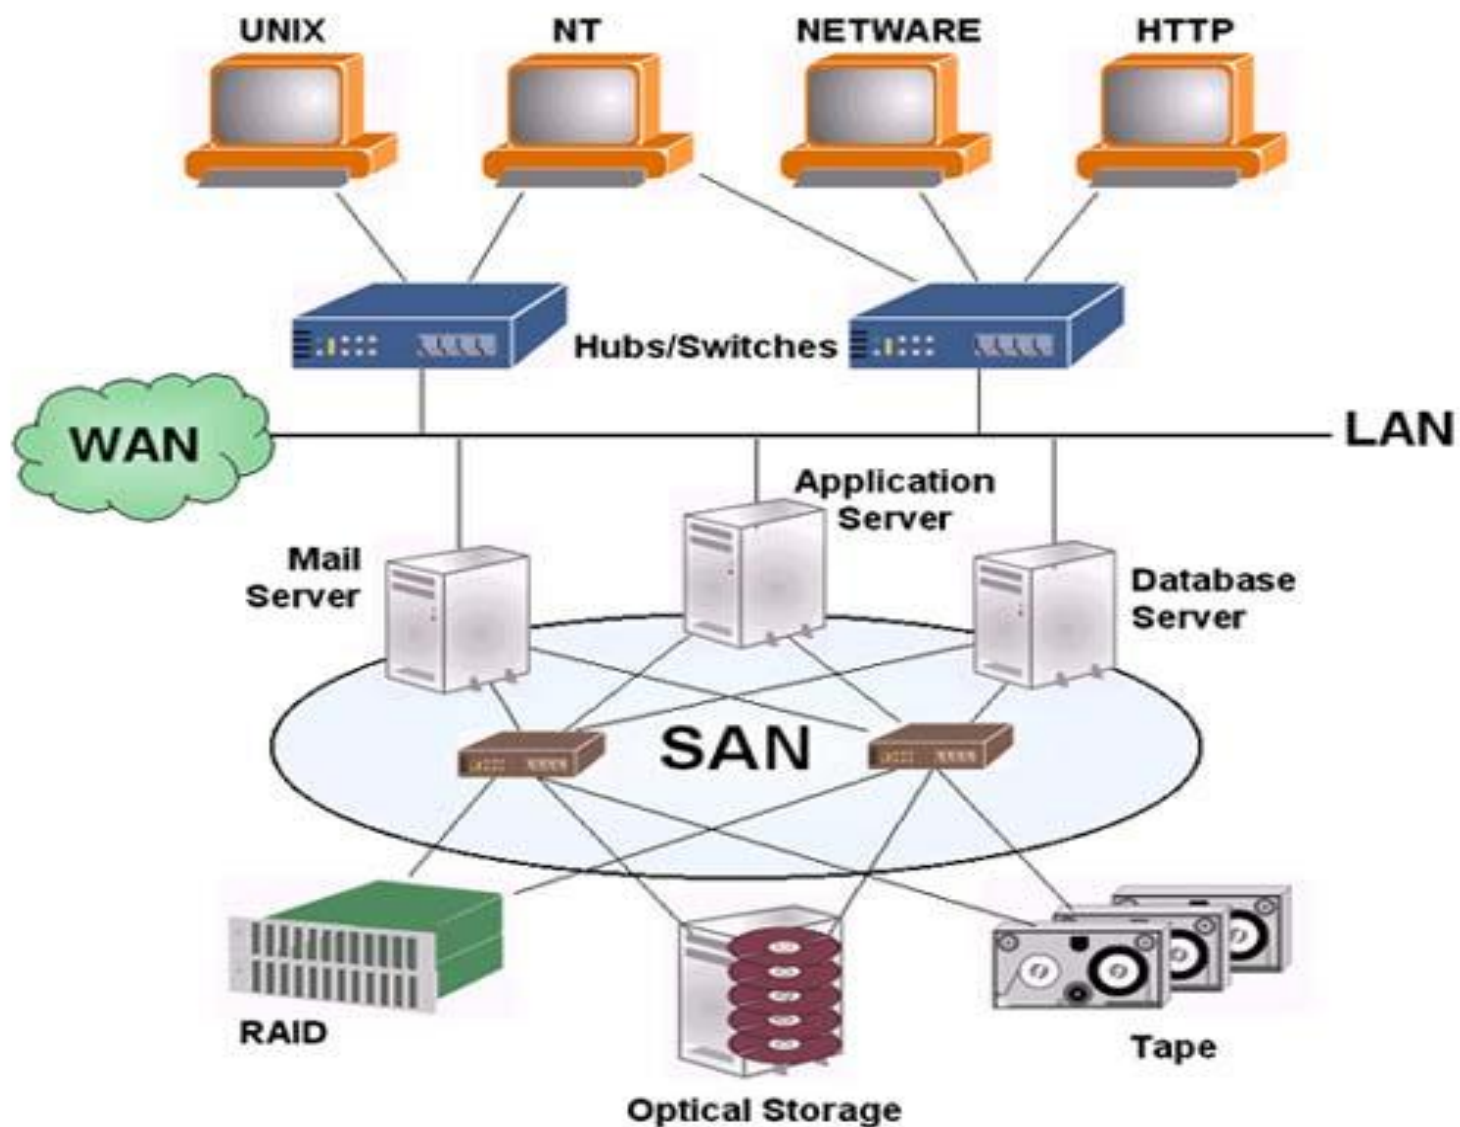 UNIX
NT
NETWARE
HTTP
Hubs/Switches
WAN
LAN
Application
Server
Mail
Server
Database
Server
SAN
RAID
Tape
Optical Storage